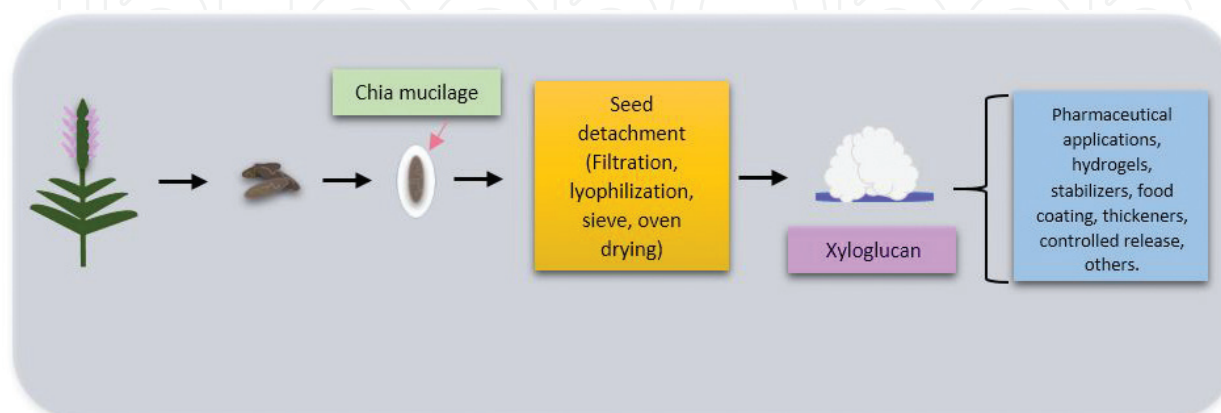 Chia mucilage
Seed
detachment
(Filtration,
lyophilization,
sieve, oven
drying)
Xyloglucan
Pharmaceutical
applications,
hydrogels,
stabilizers, food
coating, thickeners,
controlled release,
others.